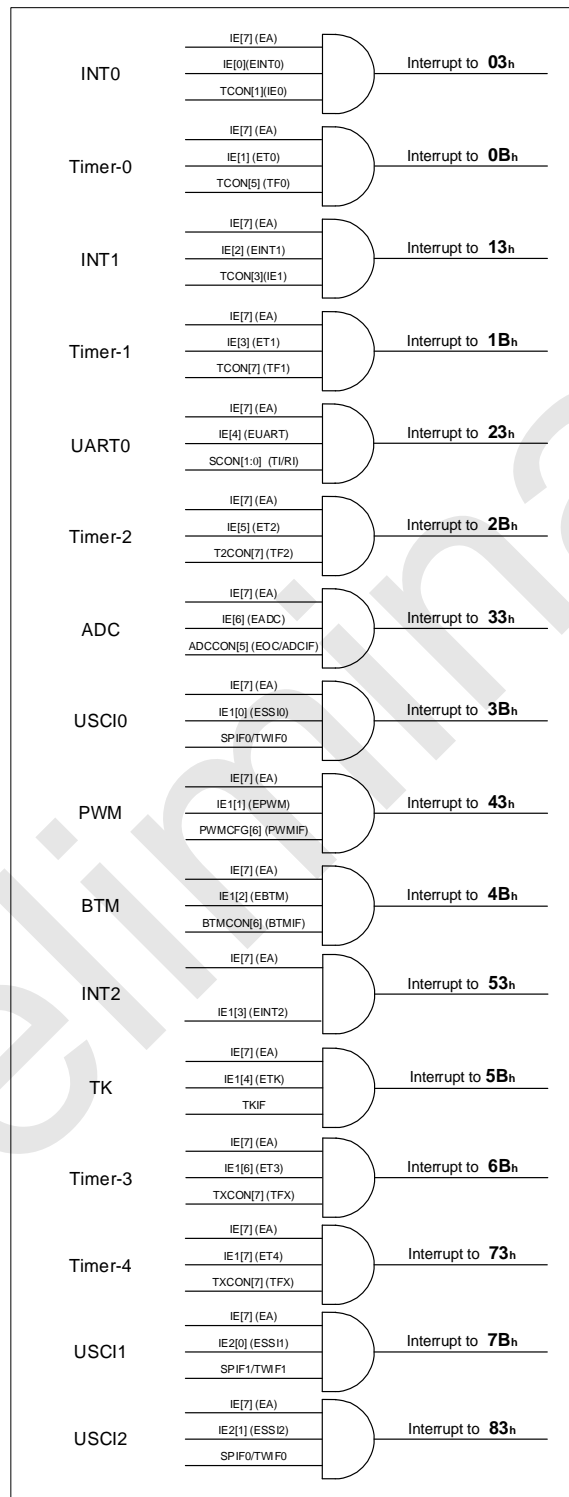 IE[7] (EA)
INT0 IE[0](EINT0) Interrupt to 03h
TCON[1](IE0)
IE[7] (EA)
Timer-0 IE[1] (ET0) Interrupt to 0Bh
TCON[5] (TF0)
IE[7] (EA)
INT1 IE[2] (EINT1) Interrupt to 13h
TCON[3](IE1)
IE[7] (EA)
Timer-1 IE[3] (ET1) Interrupt to 1Bh
TCON[7] (TF1)
IE[7] (EA)
UART0 IE[4] (EUART) Interrupt to 23h
SCON[1:0] (TI/RI)
IE[7] (EA)
Timer-2 IE[5] (ET2) Interrupt to 2Bh
T2CON[7] (TF2)
IE[7] (EA)
ADC IE[6] (EADC) Interrupt to 33h
ADCCON[5] (EOC/ADCIF)
IE[7] (EA)
USCI0 IE1[0] (ESSI0) Interrupt to 3Bh
SPIF0/TWIF0
IE[7] (EA)
PWM IE1[1] (EPWM) Interrupt to 43h
PWMCFG[6] (PWMIF)
IE[7] (EA)
BTM IE1[2] (EBTM) Interrupt to 4Bh
BTMCON[6] (BTMIF)
IE[7] (EA)
INT2 Interrupt to 53h
IE1[3] (EINT2)
IE[7] (EA)
TK IE1[4] (ETK) Interrupt to 5Bh
TKIF
IE[7] (EA)
Timer-3 IE1[6] (ET3) Interrupt to 6Bh
TXCON[7] (TFX)
IE[7] (EA)
Timer-4 IE1[7] (ET4) Interrupt to 73h
TXCON[7] (TFX)
IE[7] (EA)
USCI1 IE2[0] (ESSI1) Interrupt to 7Bh
SPIF1/TWIF1
IE[7] (EA)
USCI2 IE2[1] (ESSI2) Interrupt to 83h
SPIF0/TWIF0
elimina